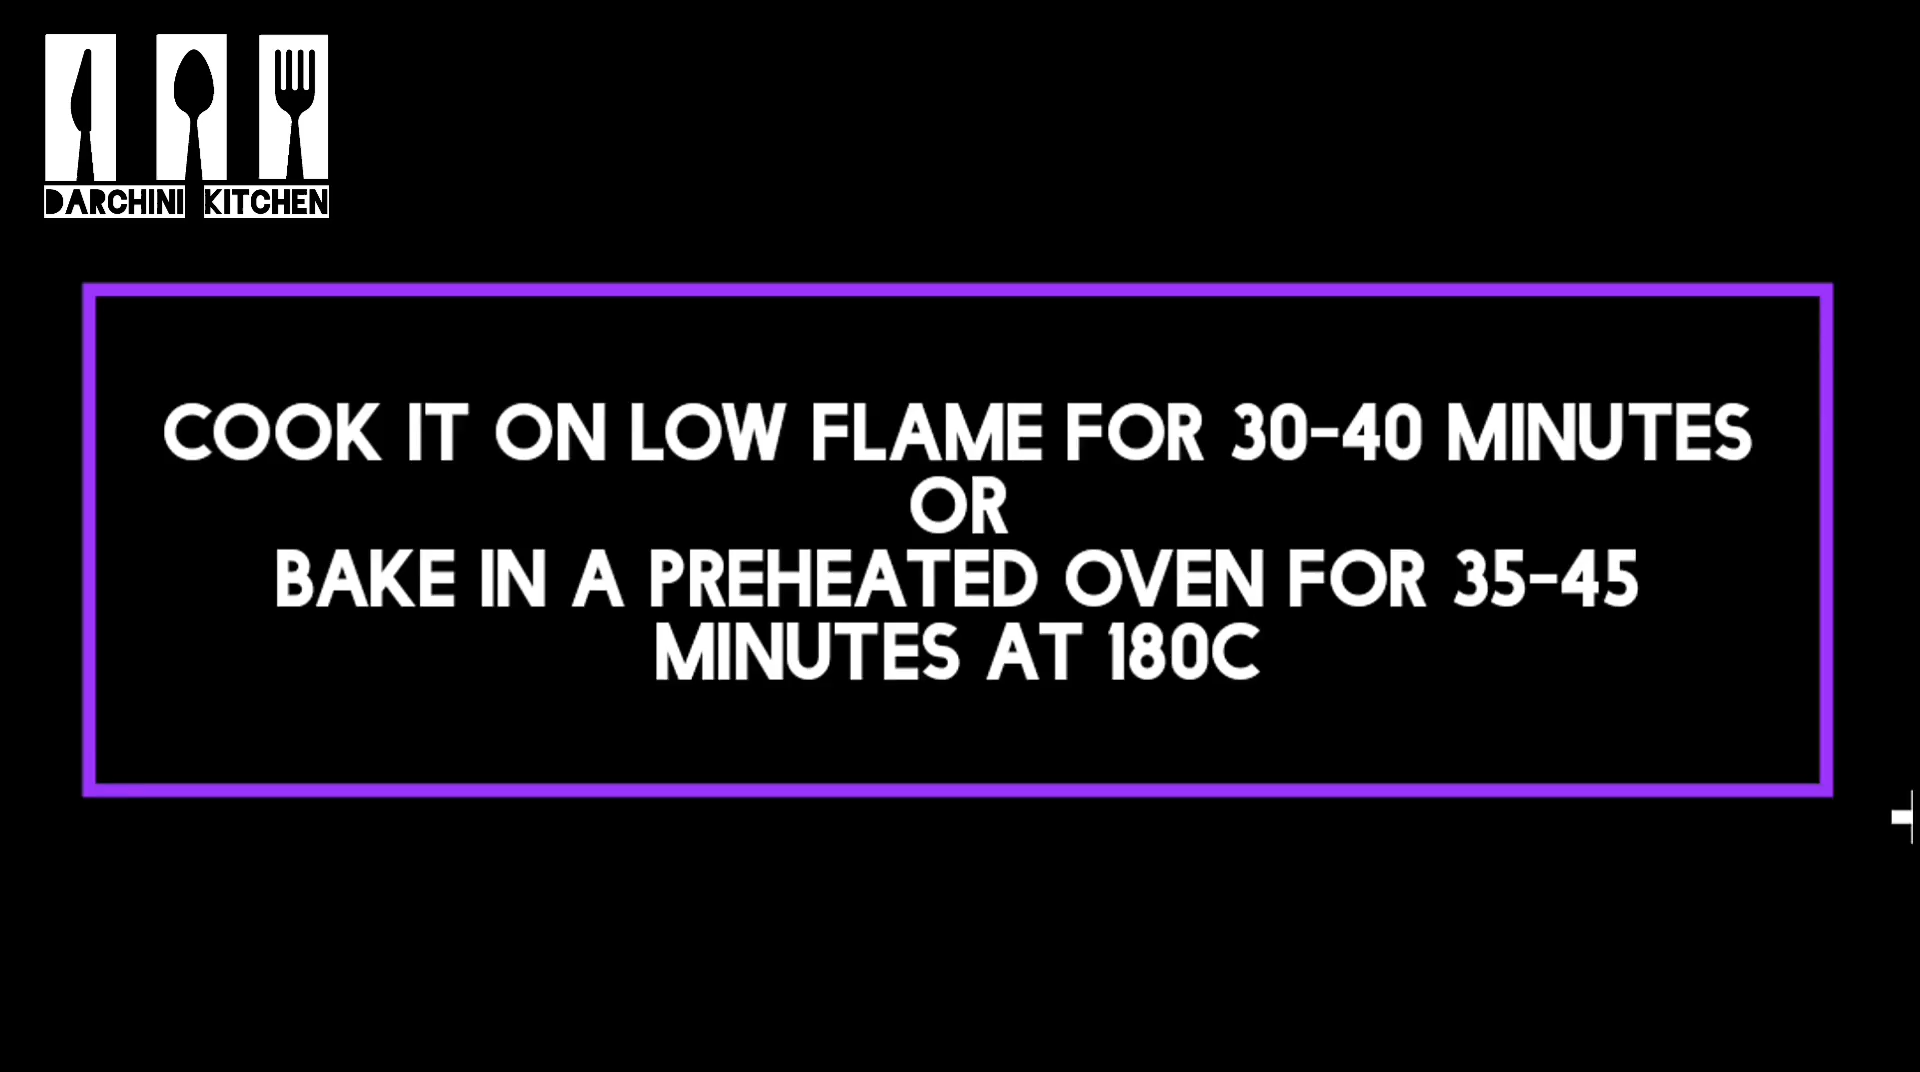 DARCHINI KITCHEN
COOK IT ON LOW FLAME FOR 30-40 MINUTES
OR
BAKE IN A PREHEATED OVEN FOR 35-45
MINUTES AT 180C